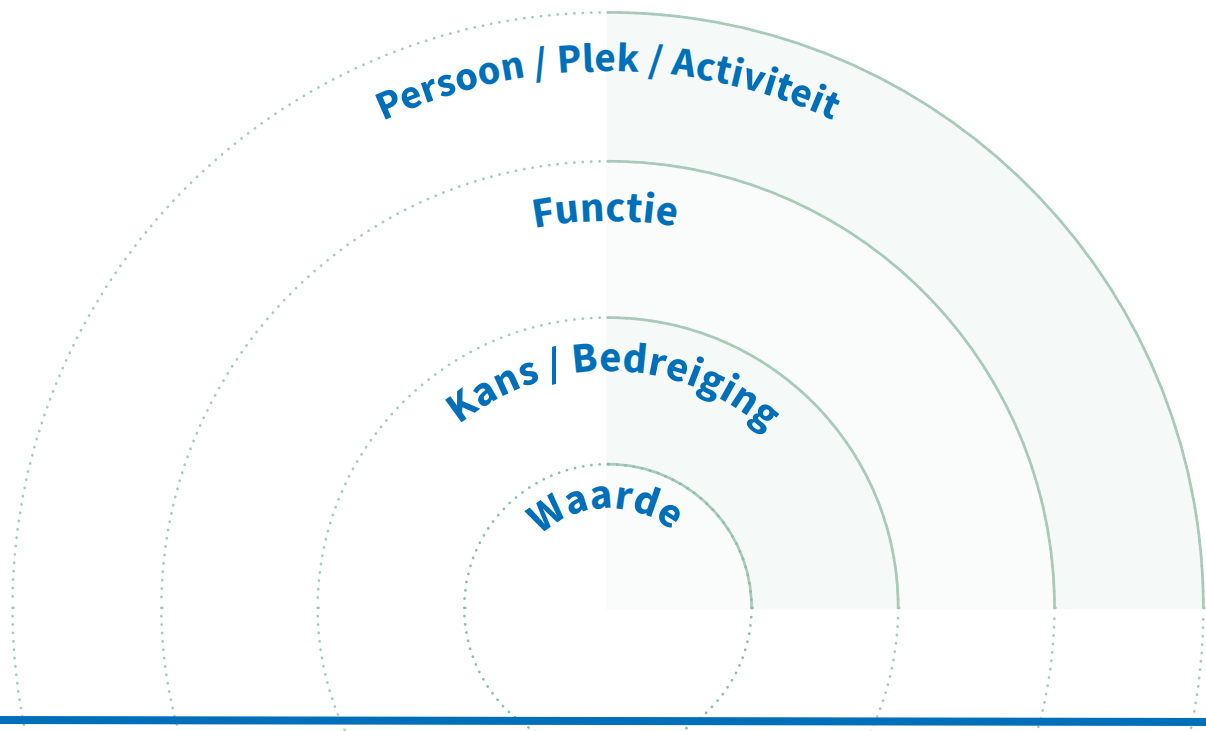 Persoon / Plek / Activiteit
Functie
Kans | Bedreiging
Waarde